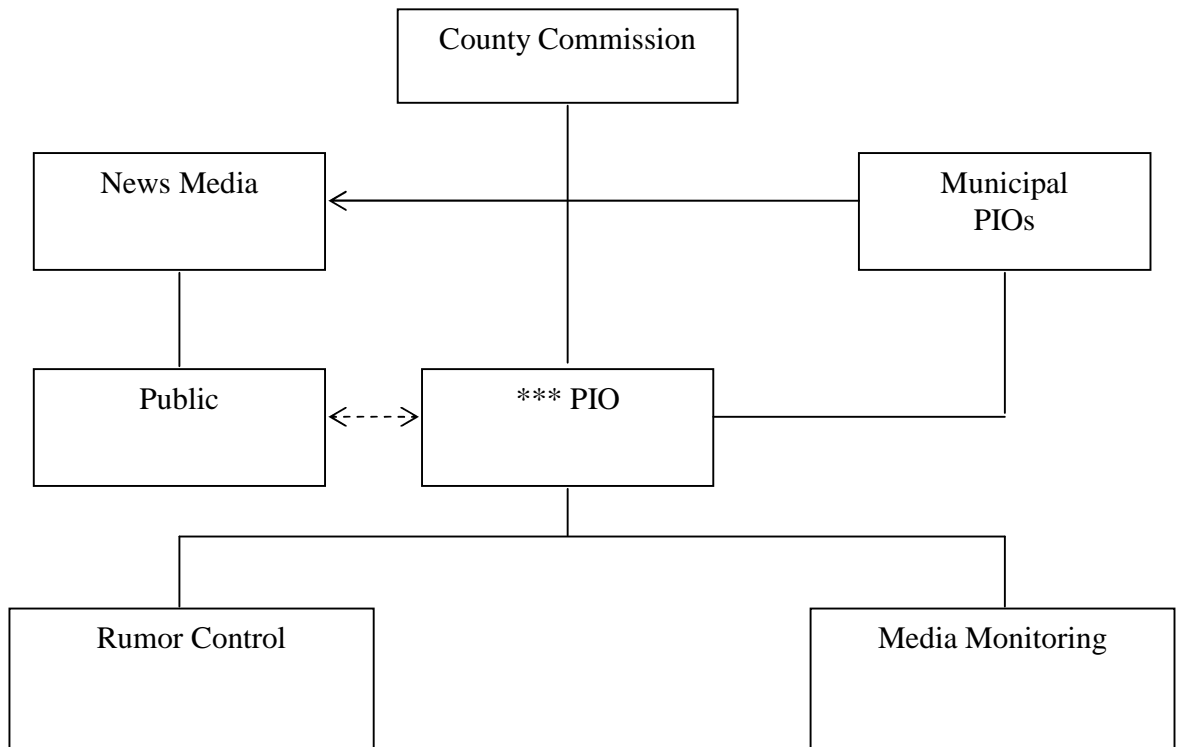 County Commission
News Media
Municipal
PIOs
Public
*** PIO
Rumor Control
Media Monitoring